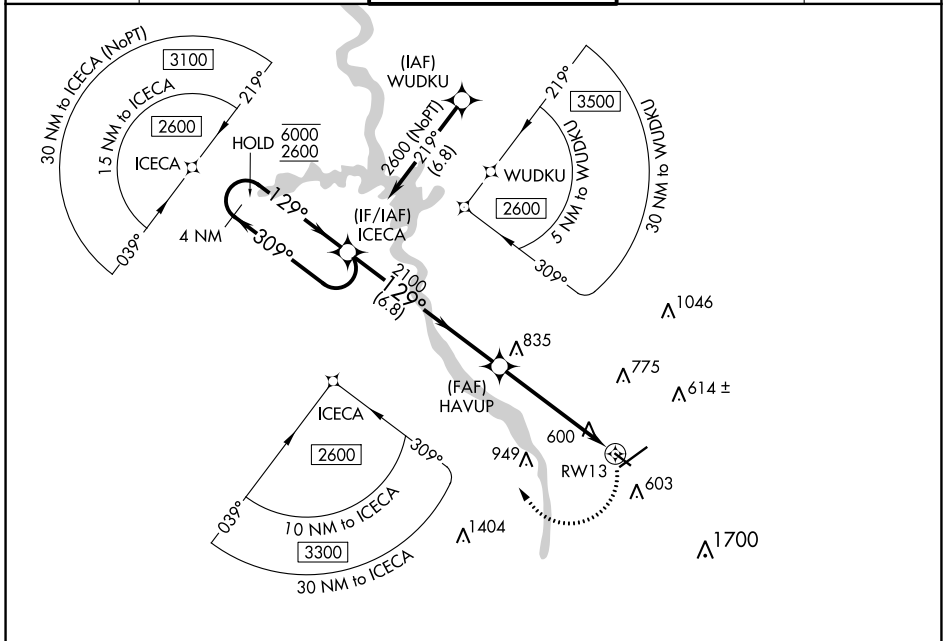 30 NM to ICECA (NoPT)
3100
219°
15 NM to ICECA
2600
ICECA
039°
HOLD
6000
2600
4 NM
129°
309°
(IF/IAF)
ICECA
(IAF)
WUDKU
2600 (NoPT)
219°
(6.8)
219°
3500
WUDKU
2600
5 NM to WUDKU
30 NM to WUDKU
309°
2100
129°
(6.8)
1046
835
775
614 ±
(FAF)
HAVUP
600
949
RW13
603
1404
1700
ICECA
2600
309°
039°
10 NM to ICECA
3300
30 NM to ICECA